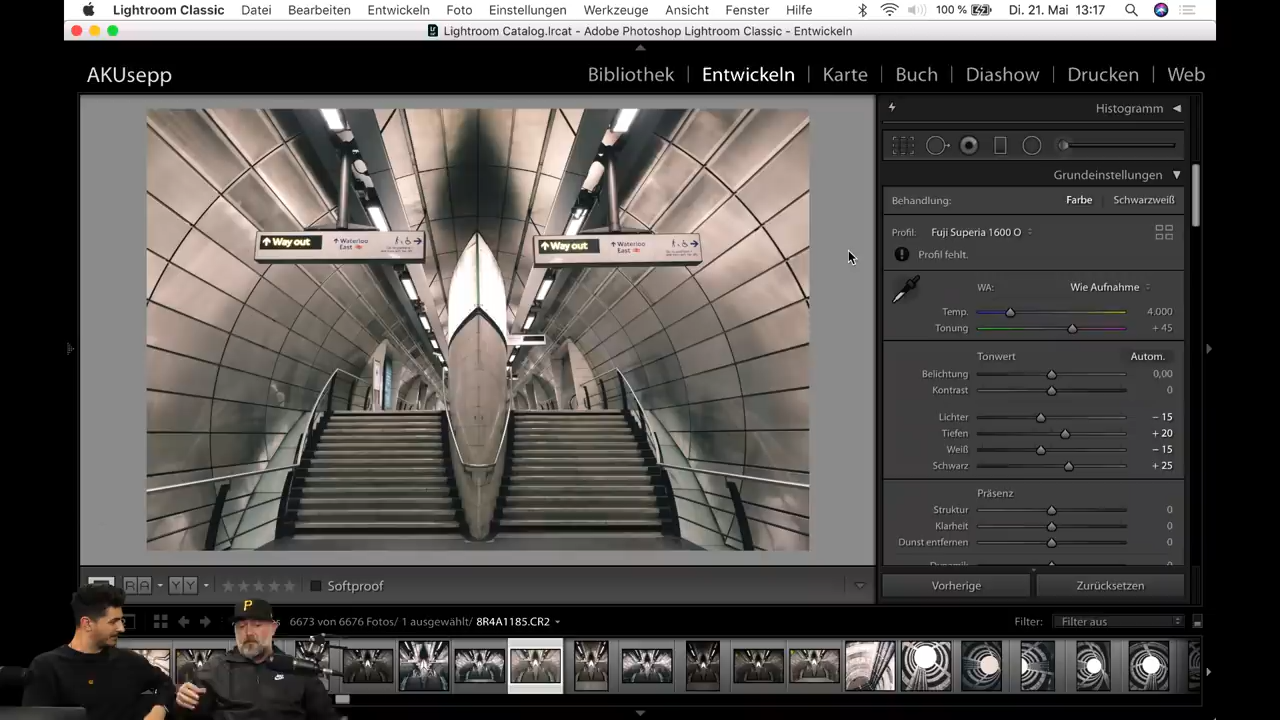 Lightroom Classic Datei Bearbeiten Entwickeln Foto Einstellungen Werkzeuge Ansicht Fenster Hilfe 100 % Di. 21. Mai 13:17
Lightroom Catalog.lrcat - Adobe Photoshop Lightroom Classic - Entwickeln
AKUsepp Bibliothek Entwickeln Karte Buch Diashow Drucken Web
Histogramm
Grundeinstellungen
Behandlung: Farbe Schwarzweiß
Profil: Fuji Superia 1600 O
Profil fehlt.
WA: Wie Aufnahme
Temp. 4.000
Tonung + 45
Tonwert Autom.
Belichtung 0,00
Kontrast 0
Lichter – 15
Tiefen + 20
Weiß – 15
Schwarz + 25
Präsenz
Struktur 0
Klarheit 0
Dunst entfernen 0
Way out Waterloo East
Way out Waterloo East
R A Y Y Softproof
Vorherige Zurücksetzen
6673 von 6676 Fotos/ 1 ausgewählt/ 8R4A1185.CR2 Filter: Filter aus
P